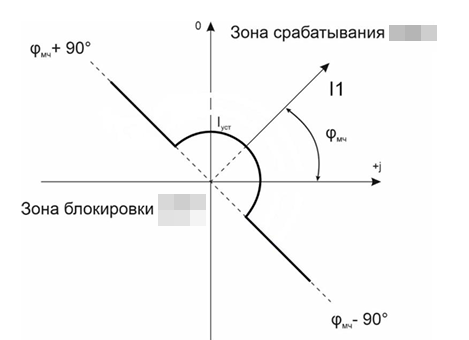 0
Зона срабатывания
φмч+ 90°
I1
Iуст
φмч
+j
Зона блокировки
φмч- 90°